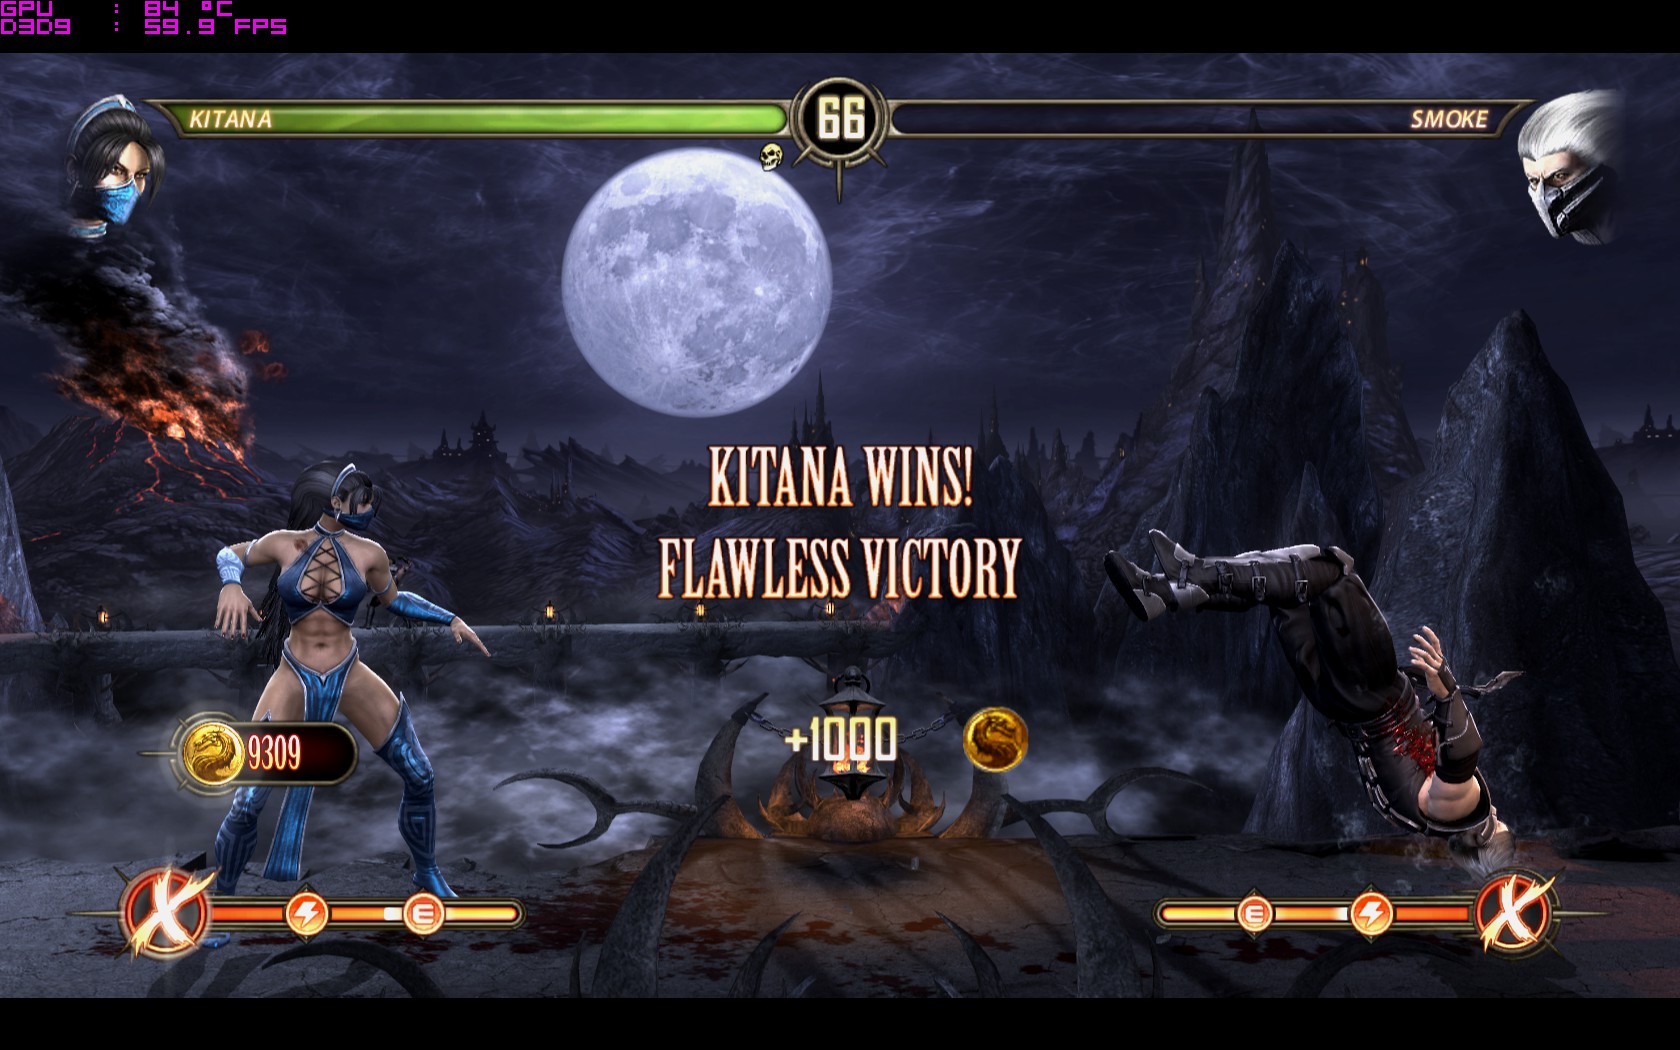 GPU : 84 °C
D3D9 : 59.9 FPS
KITANA
66
SMOKE
KITANA WINS!
FLAWLESS VICTORY
+1000
9309
X E E X